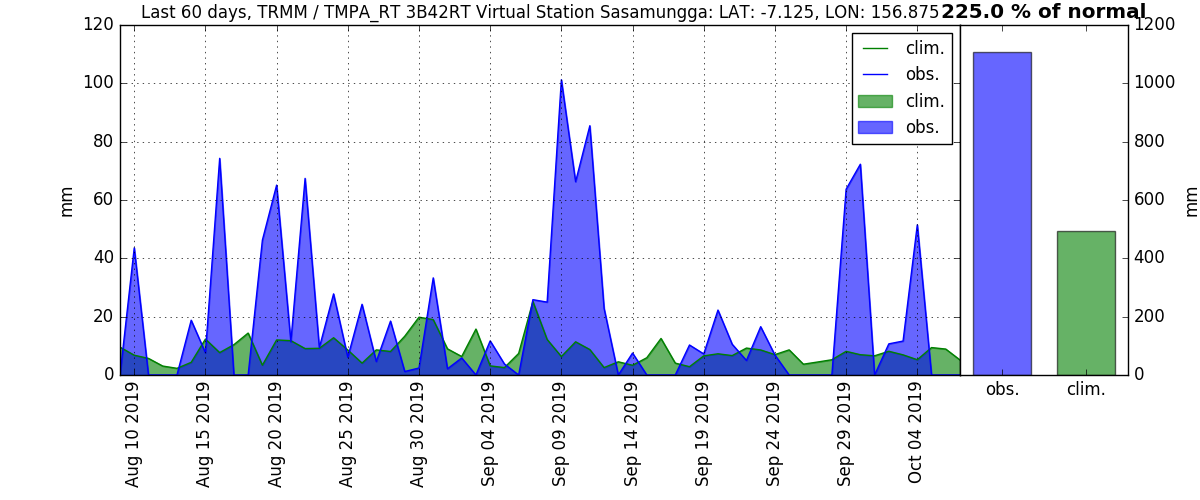 Last 60 days, TRMM / TMPA_RT 3B42RT Virtual Station Sasamungga: LAT: -7.125, LON: 156.875
225.0 % of normal
120
100
80
60
40
20
0
mm
clim.
obs.
clim.
obs.
1200
1000
800
600
400
200
0
mm
Aug 10 2019
Aug 15 2019
Aug 20 2019
Aug 25 2019
Aug 30 2019
Sep 04 2019
Sep 09 2019
Sep 14 2019
Sep 19 2019
Sep 24 2019
Sep 29 2019
Oct 04 2019
obs.
clim.